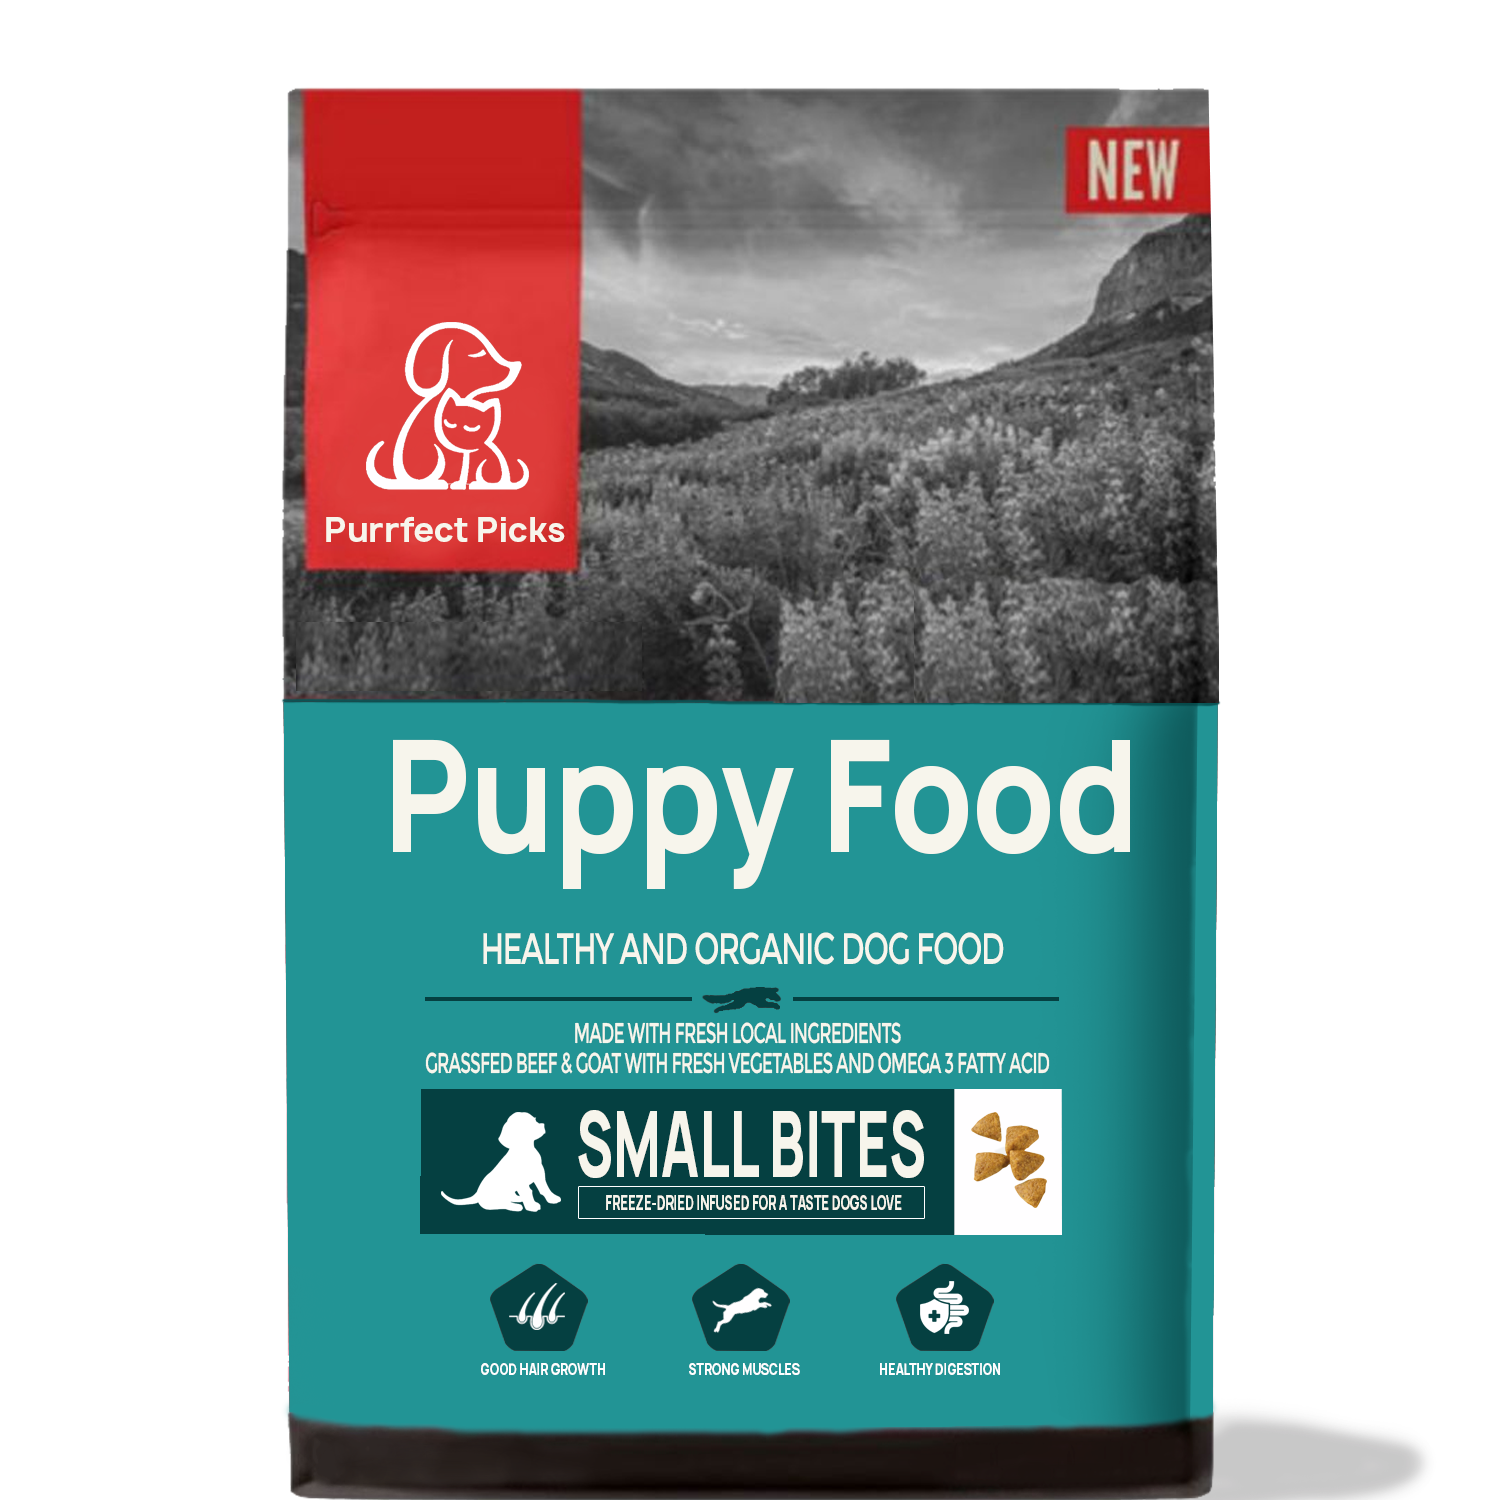 NEW
Purrfect Picks
Puppy Food
HEALTHY AND ORGANIC DOG FOOD
MADE WITH FRESH LOCAL INGREDIENTS
GRASSFED BEEF & GOAT WITH FRESH VEGETABLES AND OMEGA 3 FATTY ACID
SMALL BITES
FREEZE-DRIED INFUSED FOR A TASTE DOGS LOVE
GOOD HAIR GROWTH
STRONG MUSCLES
HEALTHY DIGESTION